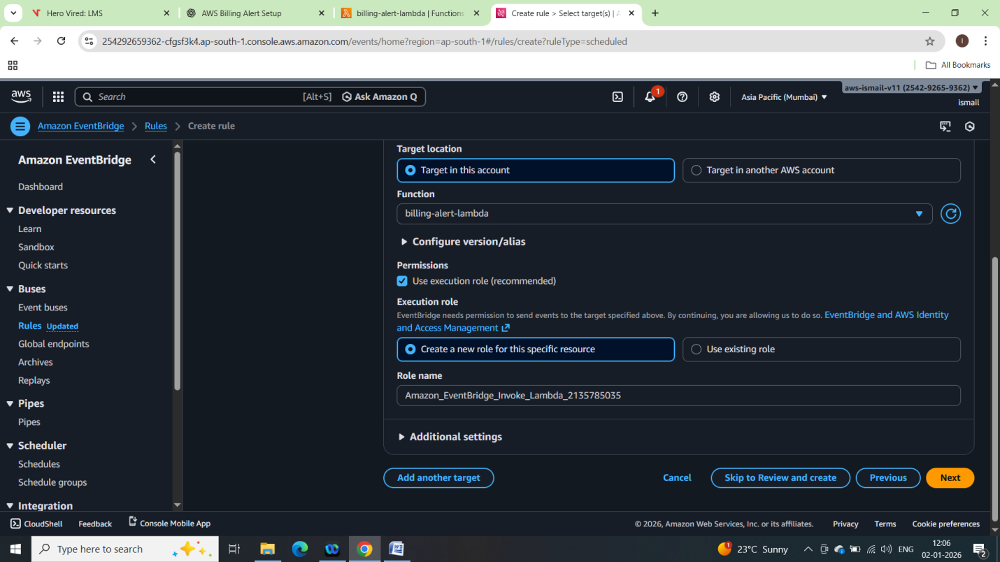 Hero Vired: LMS
AWS Billing Alert Setup
billing-alert-lambda | Functions
Create rule > Select target(s) | A
254292659362-cfgsf3k4.ap-south-1.console.aws.amazon.com/events/home?region=ap-south-1#/rules/create?ruleType=scheduled
I
All Bookmarks
aws
Search
[Alt+S]
Ask Amazon Q
1
Asia Pacific (Mumbai)
aws-ismail-v11 (2542-9265-9362)
ismail
Amazon EventBridge
Rules
Create rule
Amazon EventBridge
Dashboard
Developer resources
Learn
Sandbox
Quick starts
Buses
Event buses
Rules Updated
Global endpoints
Archives
Replays
Pipes
Pipes
Scheduler
Schedules
Schedule groups
Integration
Target location
Target in this account
Target in another AWS account
Function
billing-alert-lambda
Configure version/alias
Permissions
Use execution role (recommended)
Execution role
EventBridge needs permission to send events to the target specified above. By continuing, you are allowing us to do so. EventBridge and AWS Identity
and Access Management
Create a new role for this specific resource
Use existing role
Role name
Amazon_EventBridge_Invoke_Lambda_2135785035
Additional settings
Add another target
Cancel
Skip to Review and create
Previous
Next
CloudShell
Feedback
Console Mobile App
© 2026, Amazon Web Services, Inc. or its affiliates.
Privacy
Terms
Cookie preferences
Type here to search
1
23°C Sunny
ENG
12:06
02-01-2026
2